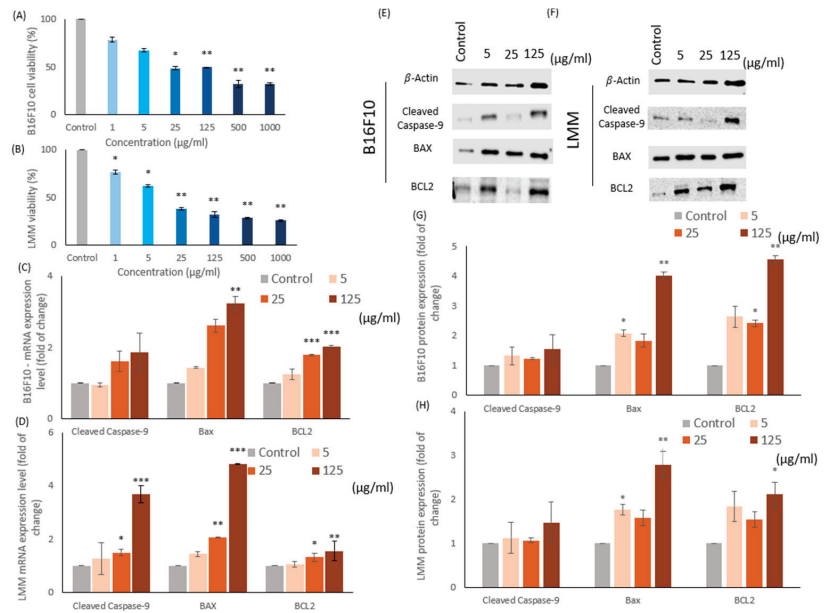 (A)
B16F10 cell viability (%)
100
80
60
40
20
0
*
**
**
**
Control 1 5 25 125 500 1000
Concentration (µg/ml)
(B)
LMM viability (%)
100
50
0
*
*
**
**
**
**
Control 1 5 25 125 500 1000
Concentration (µg/ml)
(C)
B16F10 - mRNA expression level (fold of change)
4
2
0
Control 5
25 125
(µg/ml)
**
***
***
Cleaved Caspase-9 Bax BCL2
(D)
LMM mRNA expression level (fold of change)
6
4
2
0
Control 5
25 125
(µg/ml)
*
***
**
***
*
**
Cleaved Caspase-9 BAX BCL2
(E)
B16F10
Control 5 25 125 (µg/ml)
β-Actin
Cleaved
Caspase-9
BAX
BCL2
(F)
LMM
Control 5 25 125 (µg/ml)
β-Actin
Cleaved
Caspase-9
BAX
BCL2
(G)
B16F10 protein expression (fold of change)
5
4
3
2
1
0
Control 5
25 125
(µg/ml)
*
**
*
**
Cleaved Caspase-9 Bax BCL2
(H)
LMM protein expression (fold of change)
4
3
2
1
0
Control 5
25 125
(µg/ml)
*
**
*
Cleaved Caspase-9 Bax BCL2